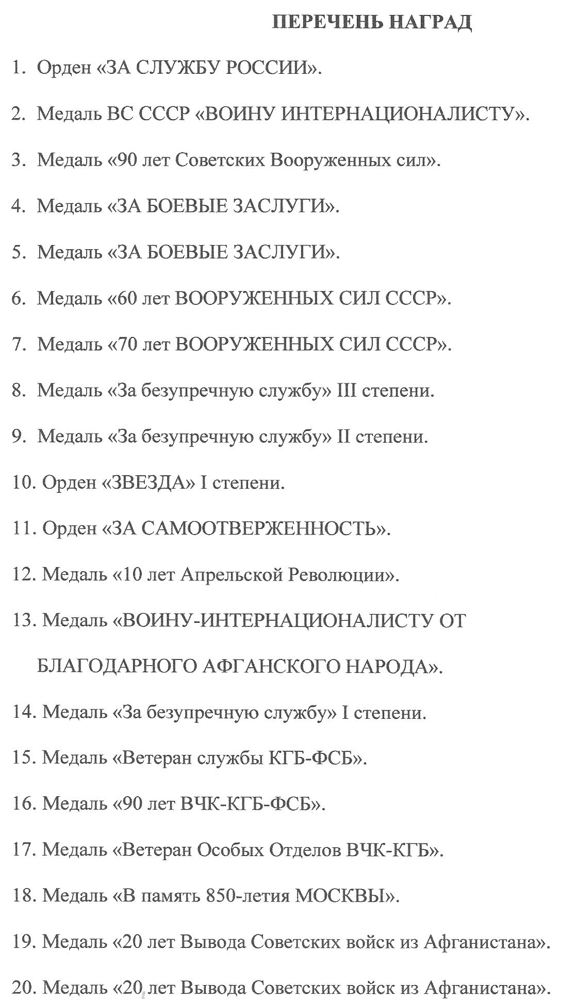 ПЕРЕЧЕНЬ НАГРАД
1. Орден «ЗА СЛУЖБУ РОССИИ».
2. Медаль ВС СССР «ВОИНУ ИНТЕРНАЦИОНАЛИСТУ».
3. Медаль «90 лет Советских Вооруженных сил».
4. Медаль «ЗА БОЕВЫЕ ЗАСЛУГИ».
5. Медаль «ЗА БОЕВЫЕ ЗАСЛУГИ».
6. Медаль «60 лет ВООРУЖЕННЫХ СИЛ СССР».
7. Медаль «70 лет ВООРУЖЕННЫХ СИЛ СССР».
8. Медаль «За безупречную службу» III степени.
9. Медаль «За безупречную службу» II степени.
10. Орден «ЗВЕЗДА» I степени.
11. Орден «ЗА САМООТВЕРЖЕННОСТЬ».
12. Медаль «10 лет Апрельской Революции».
13. Медаль «ВОИНУ-ИНТЕРНАЦИОНАЛИСТУ ОТ
БЛАГОДАРНОГО АФГАНСКОГО НАРОДА».
14. Медаль «За безупречную службу» I степени.
15. Медаль «Ветеран службы КГБ-ФСБ».
16. Медаль «90 лет ВЧК-КГБ-ФСБ».
17. Медаль «Ветеран Особых Отделов ВЧК-КГБ».
18. Медаль «В память 850-летия МОСКВЫ».
19. Медаль «20 лет Вывода Советских войск из Афганистана».
20. Медаль «20 лет Вывода Советских войск из Афганистана».